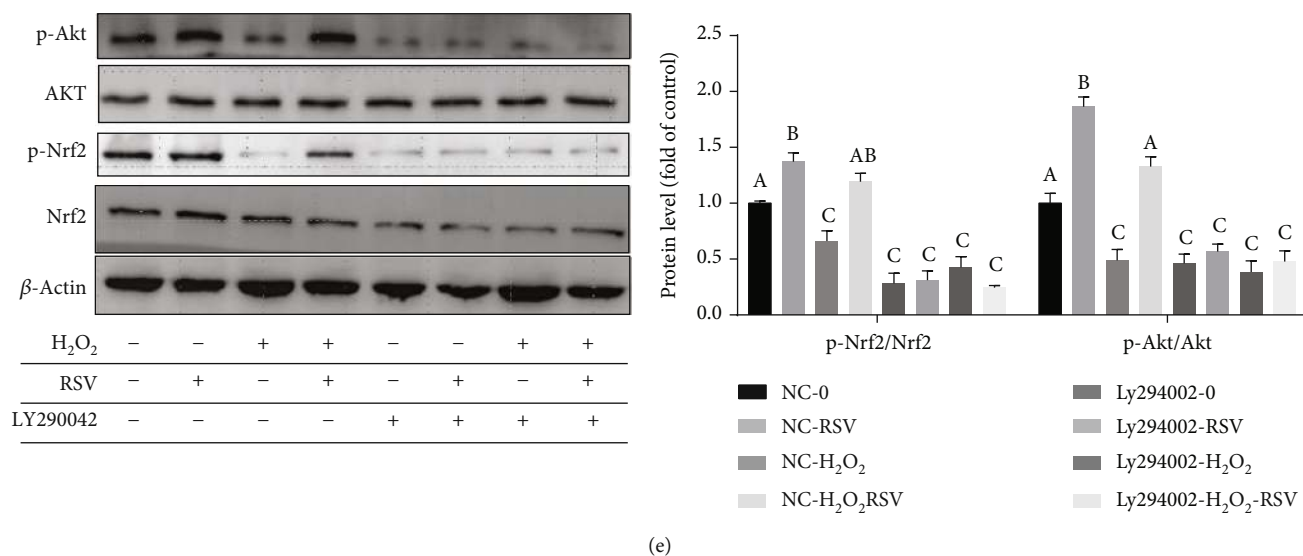 p-Akt
AKT
p-Nrf2
Nrf2
β-Actin
H₂O₂ – – + + – – + +
RSV – + – + – + – +
LY290042 – – – – + + + +
Protein level (fold of control)
2.5
2.0
1.5
1.0
0.5
0.0
A B C AB C C C C
A B C A C C C C
p-Nrf2/Nrf2 p-Akt/Akt
NC-0 Ly294002-0
NC-RSV Ly294002-RSV
NC-H₂O₂ Ly294002-H₂O₂
NC-H₂O₂RSV Ly294002-H₂O₂-RSV
(e)